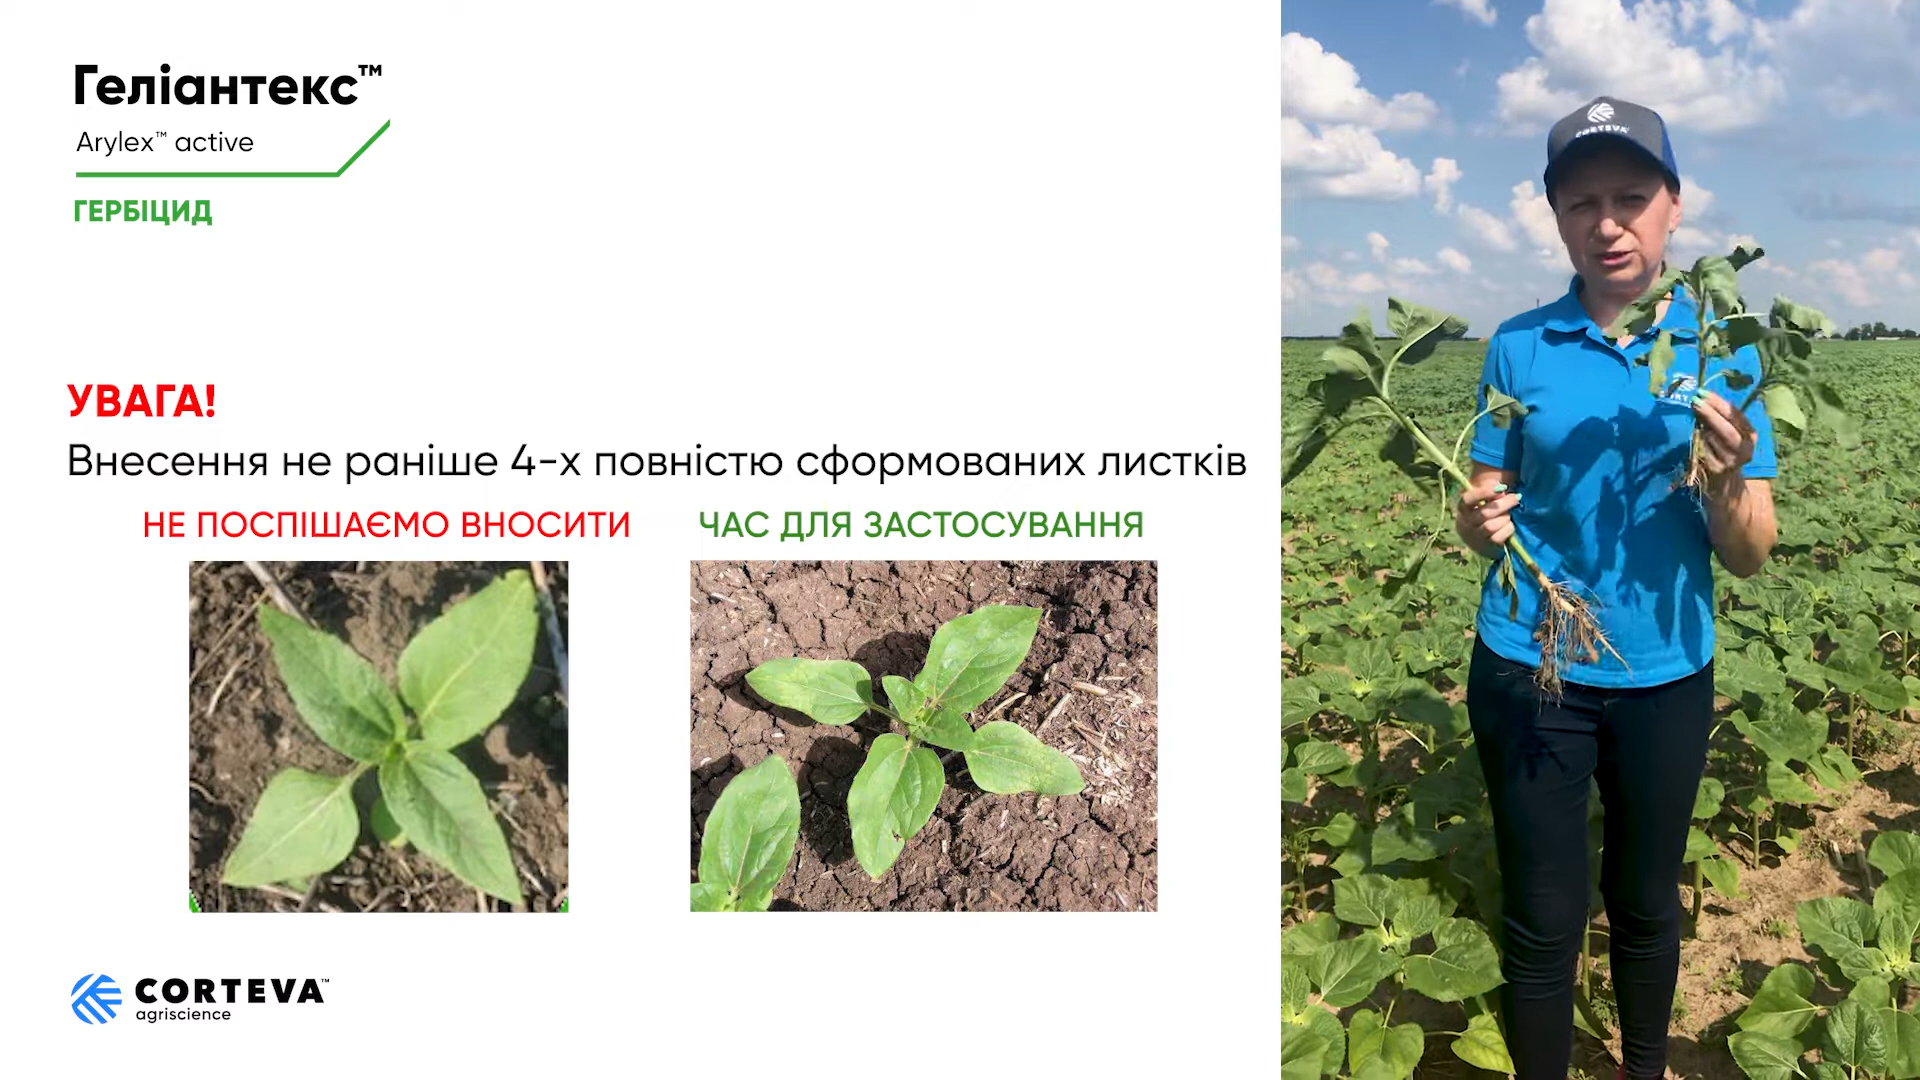 Геліантекс™
Arylex™ active
ГЕРБІЦИД
УВАГА!
Внесення не раніше 4-х повністю сформованих листків
НЕ ПОСПІШАЄМО ВНОСИТИ
ЧАС ДЛЯ ЗАСТОСУВАННЯ
CORTEVA™
agriscience
CORTEVA